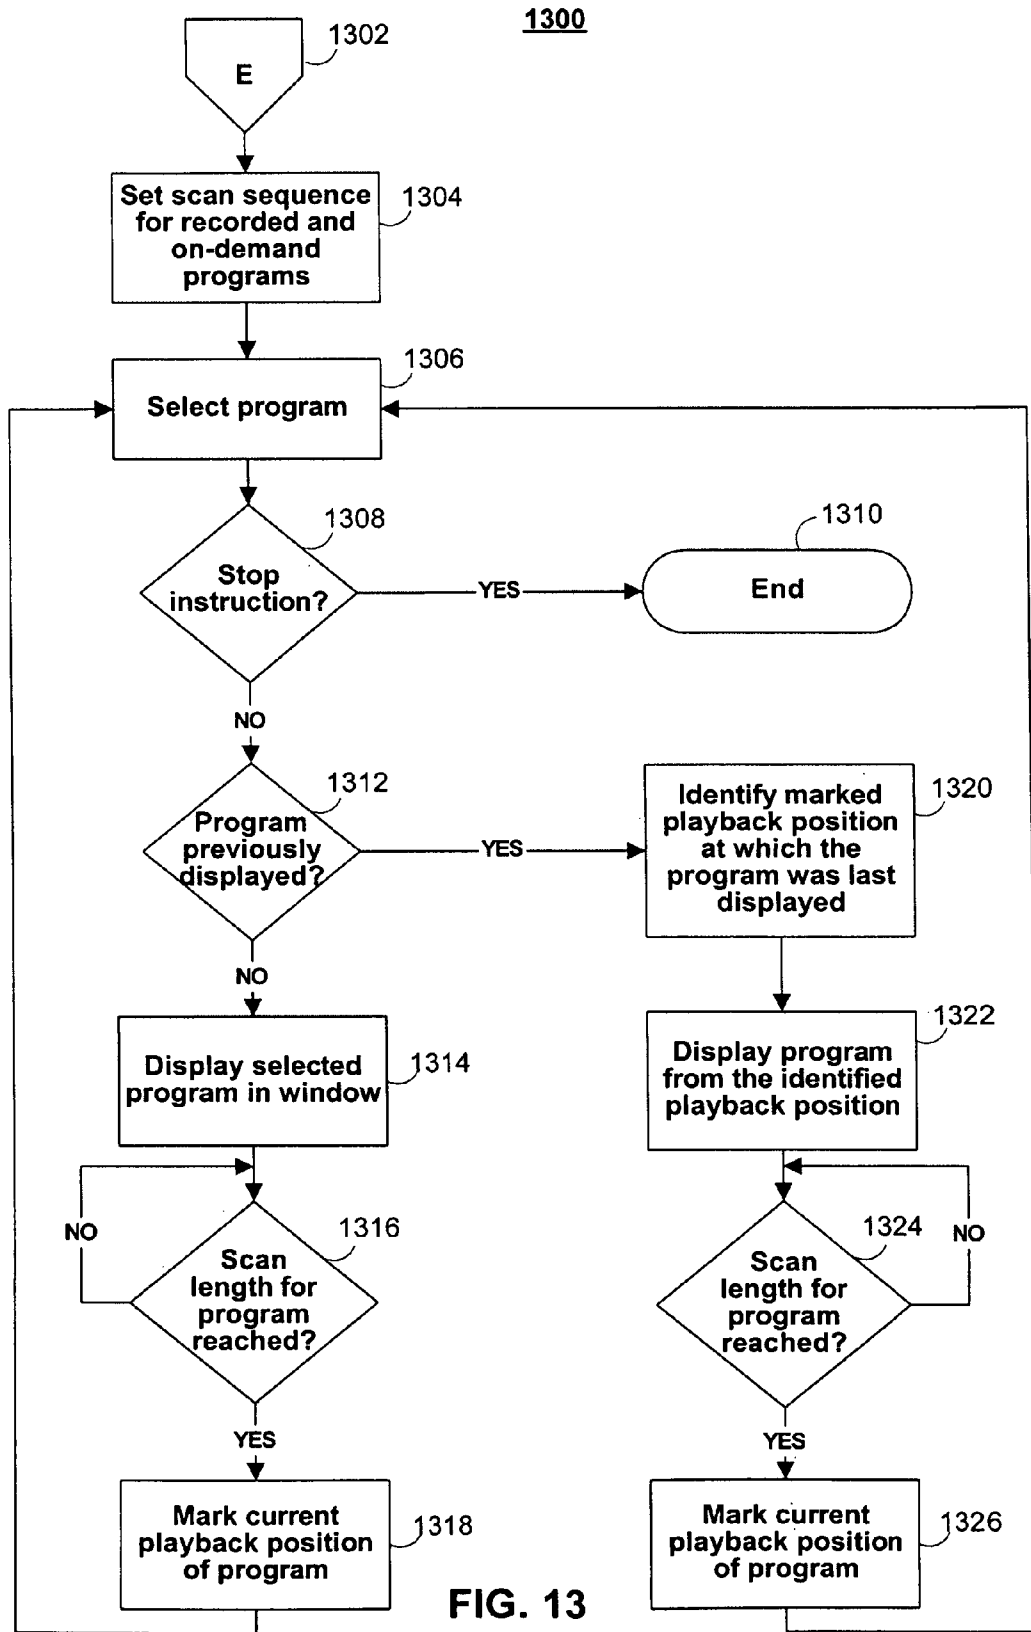 1300
1302
E
Set scan sequence
for recorded and
on-demand
programs
1304
1306
Select program
1308
Stop
instruction?
YES
1310
End
NO
1312
Program
previously
displayed?
YES
Identify marked
playback position
at which the
program was last
displayed
1320
NO
Display selected
program in window
1314
Display program
from the identified
playback position
1322
NO
Scan
length for
program
reached?
1316
Scan
length for
program
reached?
1324
NO
YES
YES
Mark current
playback position
of program
1318
Mark current
playback position
of program
1326
FIG. 13